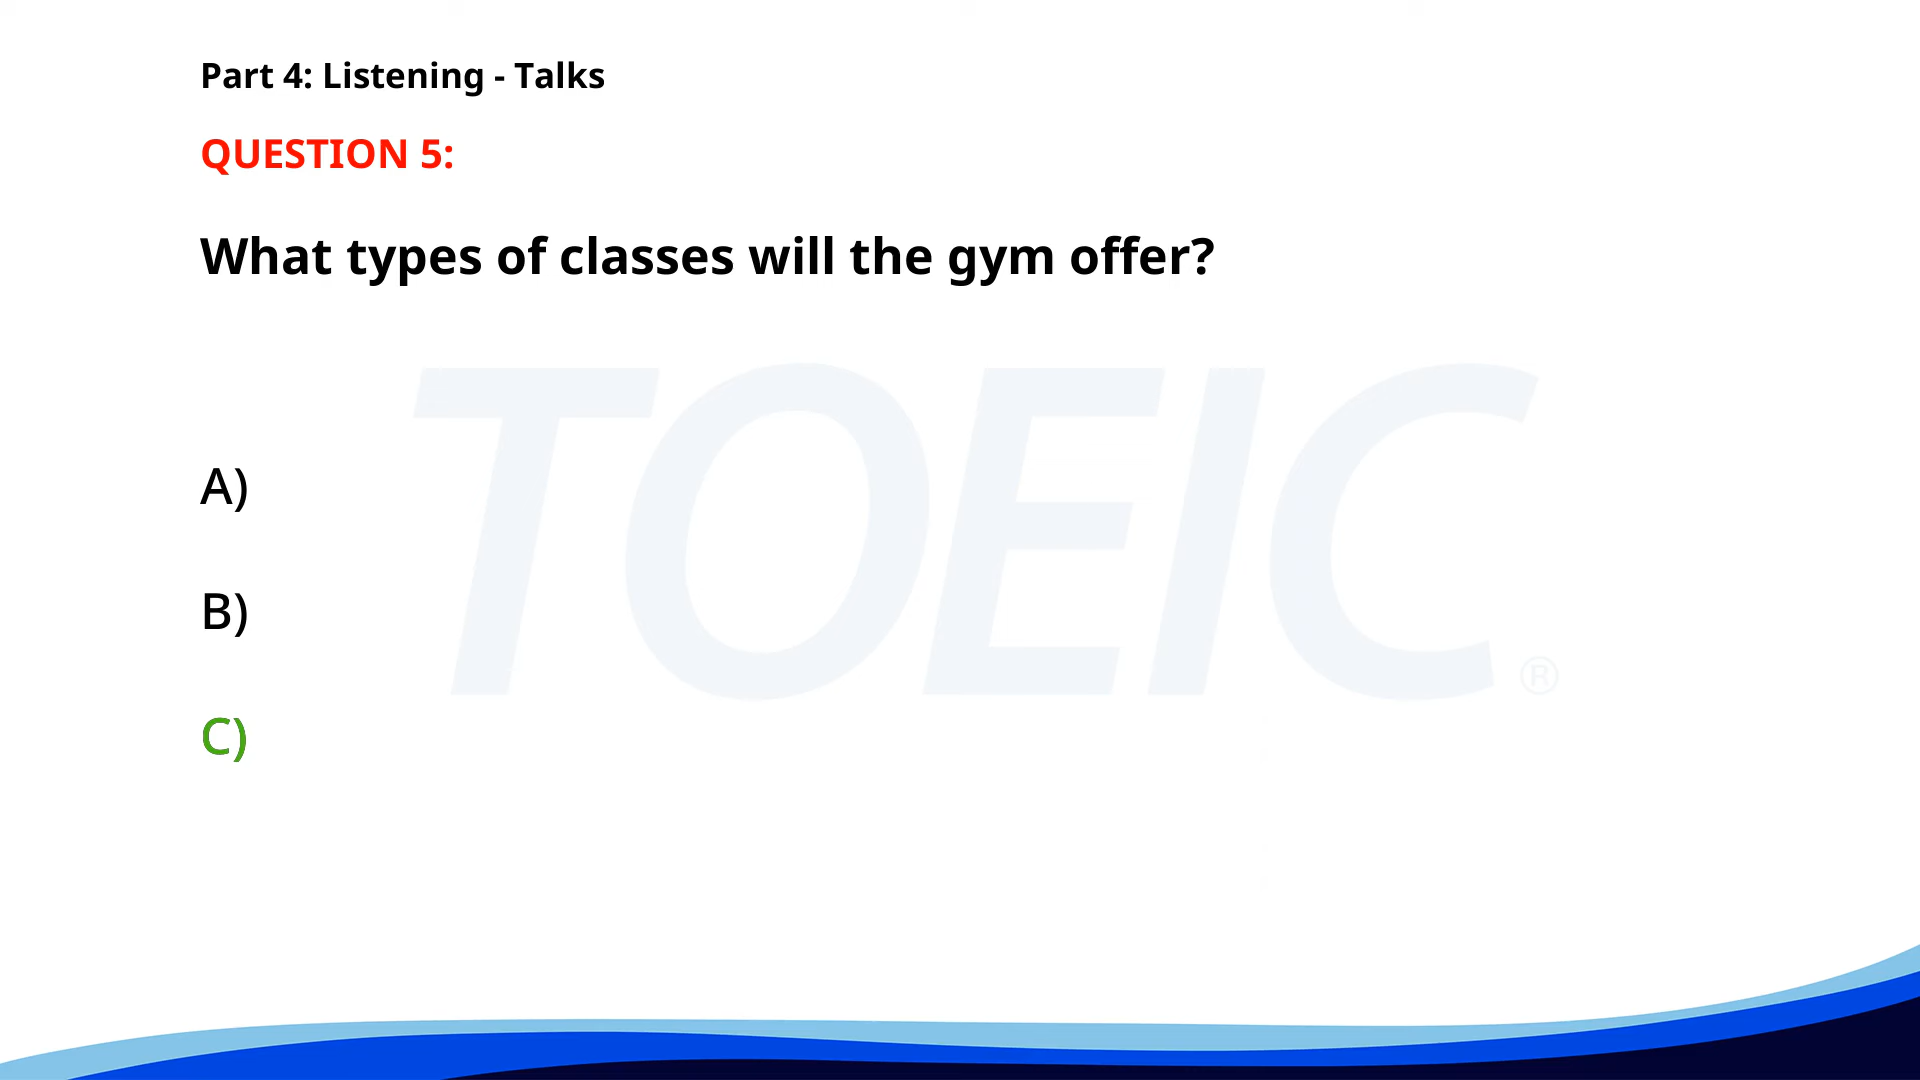 Part 4: Listening - Talks
QUESTION 5:
What types of classes will the gym offer?
TOEIC®
A)
B)
C)